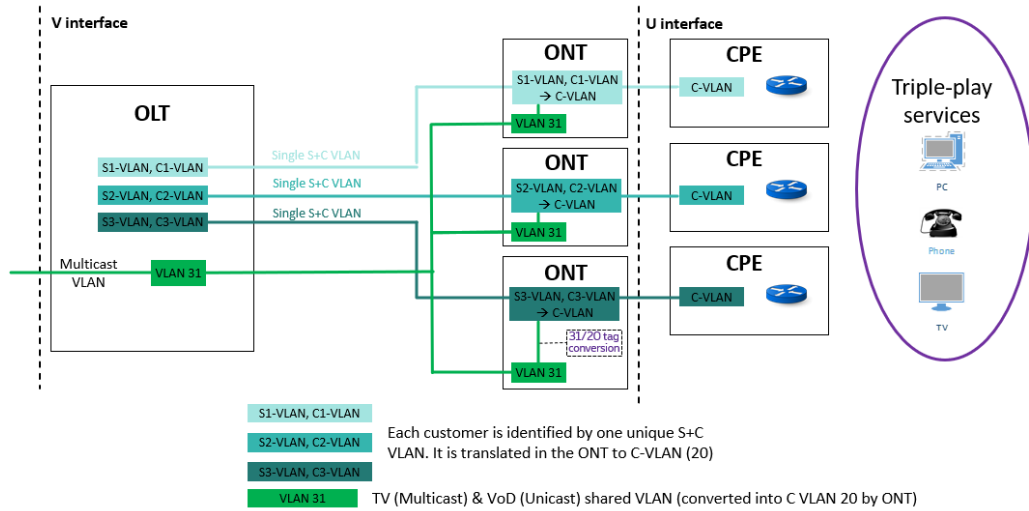 V interface
U interface
OLT
S1-VLAN, C1-VLAN
S2-VLAN, C2-VLAN
S3-VLAN, C3-VLAN
Multicast
VLAN
VLAN 31
Single S+C VLAN
Single S+C VLAN
Single S+C VLAN
ONT
S1-VLAN, C1-VLAN
→ C-VLAN
VLAN 31
ONT
S2-VLAN, C2-VLAN
→ C-VLAN
VLAN 31
ONT
S3-VLAN, C3-VLAN
→ C-VLAN
31/20 tag
conversion
VLAN 31
CPE
C-VLAN
CPE
C-VLAN
CPE
C-VLAN
Triple-play
services
PC
Phone
TV
S1-VLAN, C1-VLAN
S2-VLAN, C2-VLAN
S3-VLAN, C3-VLAN
Each customer is identified by one unique S+C
VLAN. It is translated in the ONT to C-VLAN (20)
VLAN 31
TV (Multicast) & VoD (Unicast) shared VLAN (converted into C VLAN 20 by ONT)